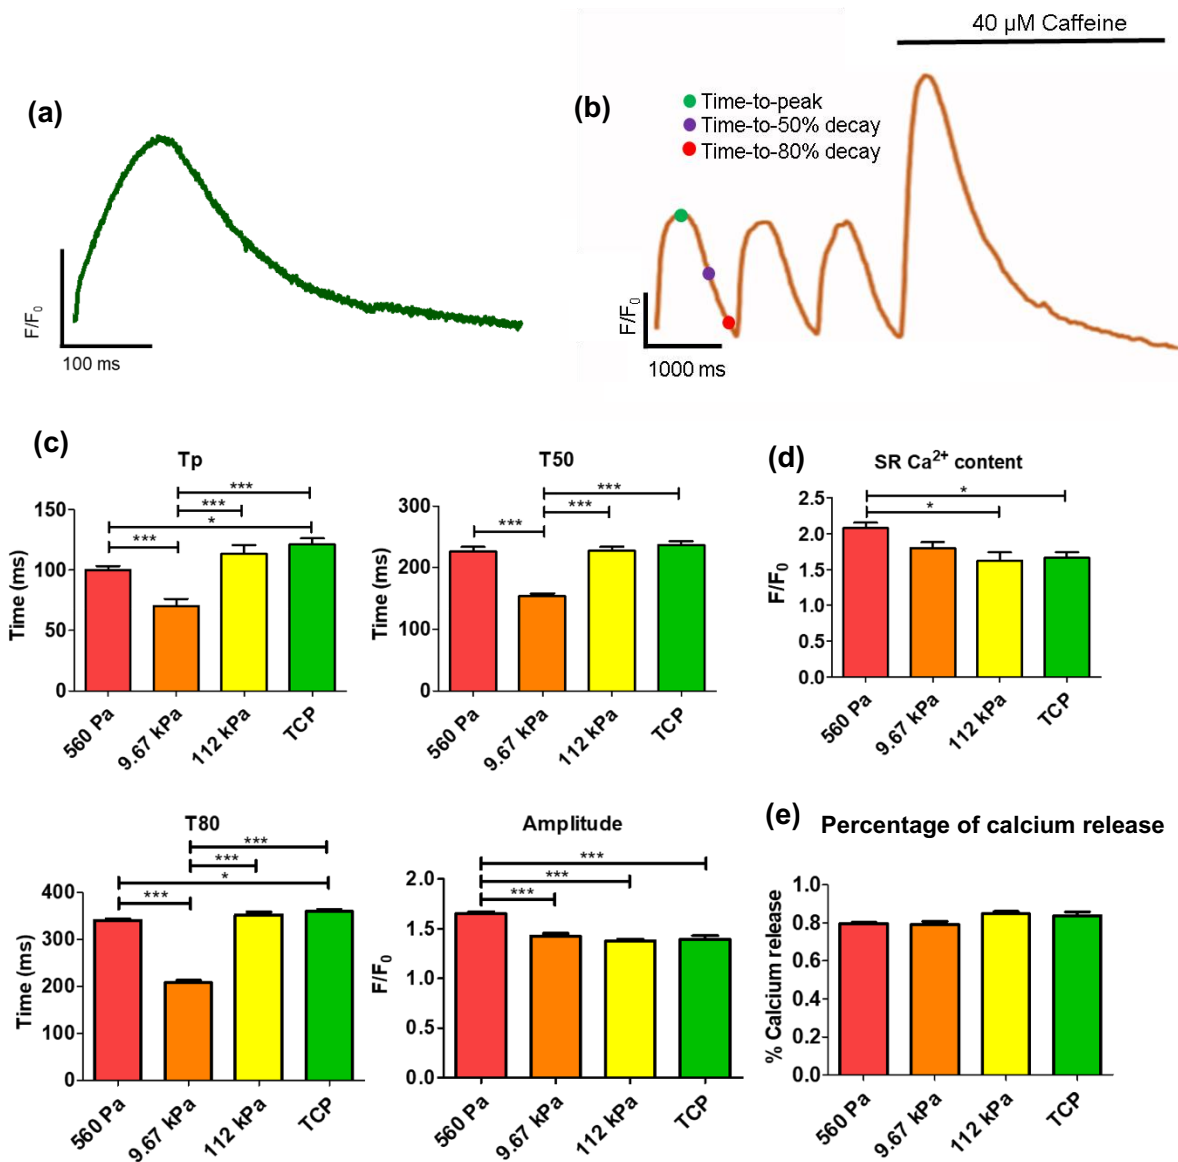 40 µM Caffeine
(a)
(b)
Time-to-peak
Time-to-50% decay
Time-to-80% decay
F/F0
100 ms
F/F0
1000 ms
(c)
Tp
***
***
*
***
150
100
50
0
Time (ms)
560 Pa
9.67 kPa
112 kPa
TCP
T50
***
***
***
300
200
100
0
Time (ms)
560 Pa
9.67 kPa
112 kPa
TCP
(d)
SR Ca2+ content
*
*
2.5
2.0
1.5
1.0
0.5
0.0
F/F0
560 Pa
9.67 kPa
112 kPa
TCP
T80
***
***
*
***
400
300
200
100
0
Time (ms)
560 Pa
9.67 kPa
112 kPa
TCP
Amplitude
***
***
***
2.0
1.5
1.0
0.5
0.0
F/F0
560 Pa
9.67 kPa
112 kPa
TCP
(e) Percentage of calcium release
1.0
0.8
0.6
0.4
0.2
0.0
% Calcium release
560 Pa
9.67 kPa
112 kPa
TCP